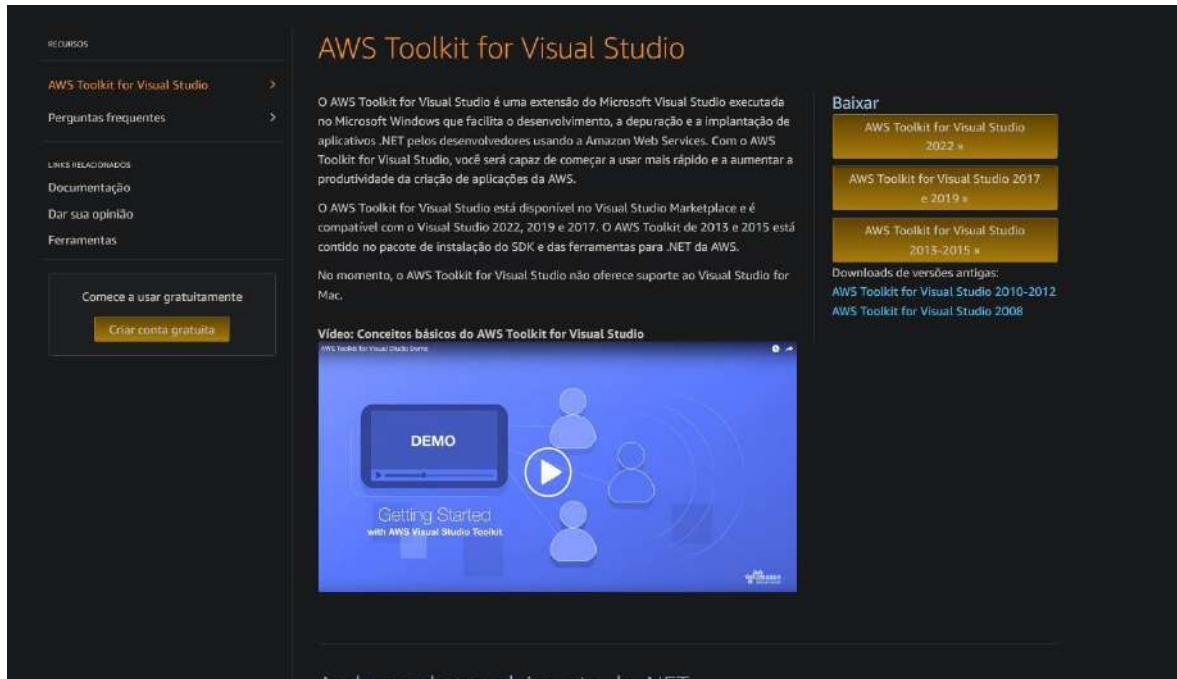 RECURSOS
AWS Toolkit for Visual Studio
Perguntas frequentes
LINKS RELACIONADOS
Documentação
Dar sua opinião
Ferramentas
Comece a usar gratuitamente
Criar conta gratuita
AWS Toolkit for Visual Studio
O AWS Toolkit for Visual Studio é uma extensão do Microsoft Visual Studio executada
no Microsoft Windows que facilita o desenvolvimento, a depuração e a implantação de
aplicativos .NET pelos desenvolvedores usando a Amazon Web Services. Com o AWS
Toolkit for Visual Studio, você será capaz de começar a usar mais rápido e a aumentar a
produtividade da criação de aplicações da AWS.
O AWS Toolkit for Visual Studio está disponível no Visual Studio Marketplace e é
compatível com o Visual Studio 2022, 2019 e 2017. O AWS Toolkit de 2013 e 2015 está
contido no pacote de instalação do SDK e das ferramentas para .NET da AWS.
No momento, o AWS Toolkit for Visual Studio não oferece suporte ao Visual Studio for
Mac.
Vídeo: Conceitos básicos do AWS Toolkit for Visual Studio
AWS Toolkit for Visual Studio Demo
DEMO
Getting Started
with AWS Visual Studio Toolkit
Baixar
AWS Toolkit for Visual Studio
2022 »
AWS Toolkit for Visual Studio 2017
e 2019 »
AWS Toolkit for Visual Studio
2013-2015 »
Downloads de versões antigas:
AWS Toolkit for Visual Studio 2010-2012
AWS Toolkit for Visual Studio 2008